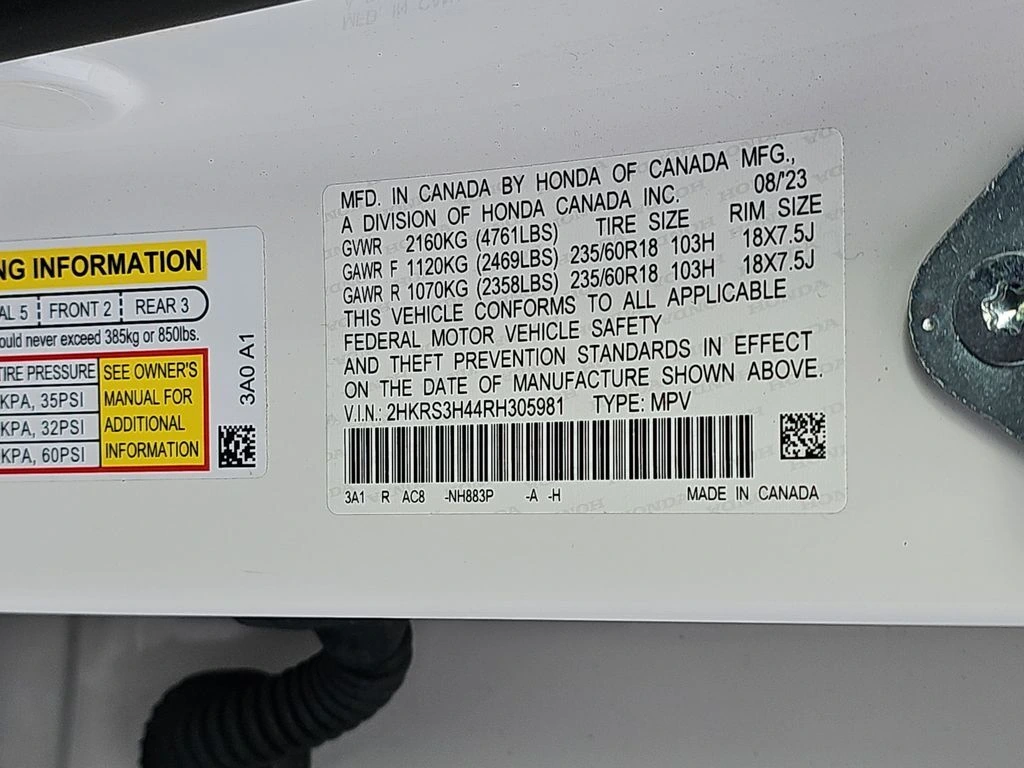 NG INFORMATION
AL 5 FRONT 2 REAR 3
ould never exceed 385kg or 850lbs.
TIRE PRESSURE SEE OWNER'S
KPA, 35PSI MANUAL FOR
KPA, 32PSI ADDITIONAL
KPA, 60PSI INFORMATION
3A0 A1
MFD. IN CANADA BY HONDA OF CANADA MFG.,
A DIVISION OF HONDA CANADA INC. 08/'23
GVWR 2160KG (4761LBS) TIRE SIZE RIM SIZE
GAWR F 1120KG (2469LBS) 235/60R18 103H 18X7.5J
GAWR R 1070KG (2358LBS) 235/60R18 103H 18X7.5J
THIS VEHICLE CONFORMS TO ALL APPLICABLE
FEDERAL MOTOR VEHICLE SAFETY
AND THEFT PREVENTION STANDARDS IN EFFECT
ON THE DATE OF MANUFACTURE SHOWN ABOVE.
V.I.N.: 2HKRS3H44RH305981 TYPE: MPV
3A1 R AC8 -NH883P -A -H MADE IN CANADA